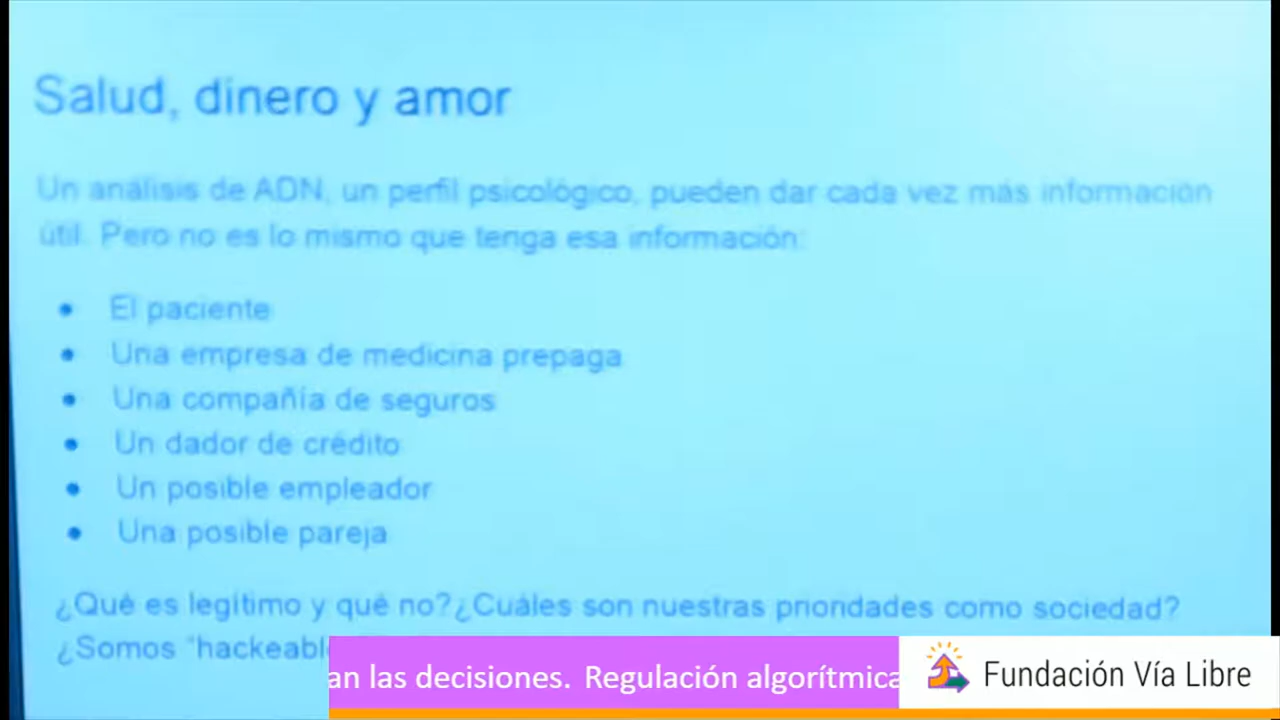 Salud, dinero y amor
Un análisis de ADN, un perfil psicológico, pueden dar cada vez más información
útil. Pero no es lo mismo que tenga esa información:
• El paciente
• Una empresa de medicina prepaga
• Una compañía de seguros
• Un dador de crédito
• Un posible empleador
• Una posible pareja
¿Qué es legítimo y qué no?¿Cuáles son nuestras prioridades como sociedad?
¿Somos "hackeabl
an las decisiones. Regulación algorítmica
Fundación Vía Libre